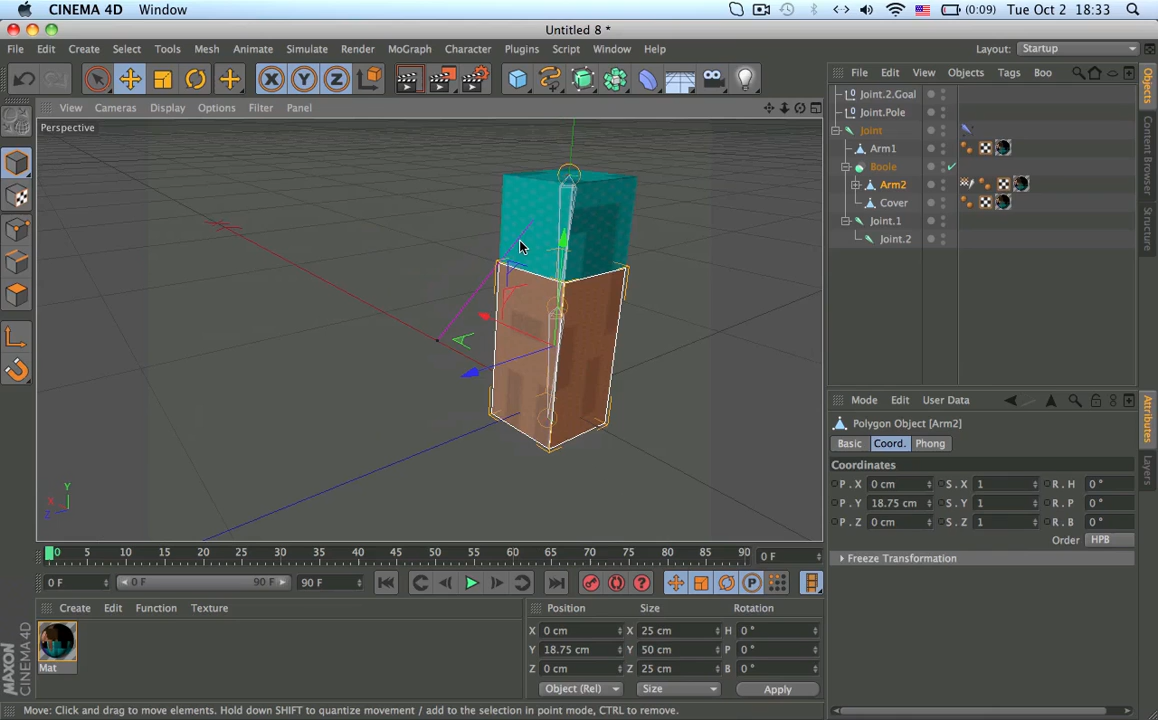 CINEMA 4D Window (0:09) Tue Oct 2 18:33
Untitled 8 *
File Edit Create Select Tools Mesh Animate Simulate Render MoGraph Character Plugins Script Window Help Layout: Startup
X Y Z
File Edit View Objects Tags Boo
View Cameras Display Options Filter Panel
Perspective
Joint.2.Goal
Joint.Pole
Joint
Arm1
Boole
Arm2
Cover
Joint.1
Joint.2
Objects
Content Browser
Structure
Mode Edit User Data
Polygon Object [Arm2]
Basic Coord. Phong
Coordinates
P . X 0 cm S . X 1 R . H 0 °
P . Y 18.75 cm S . Y 1 R . P 0 °
P . Z 0 cm S . Z 1 R . B 0 °
Order HPB
Freeze Transformation
Attributes
Layers
Y
X
Z
0 5 10 15 20 25 30 35 40 45 50 55 60 65 70 75 80 85 90 0 F
0 F 0 F 90 F 90 F
P
Create Edit Function Texture
Mat
Position Size Rotation
X 0 cm X 25 cm H 0 °
Y 18.75 cm Y 50 cm P 0 °
Z 0 cm Z 25 cm B 0 °
Object (Rel) Size Apply
MAXON
CINEMA 4D
Move: Click and drag to move elements. Hold down SHIFT to quantize movement / add to the selection in point mode, CTRL to remove.